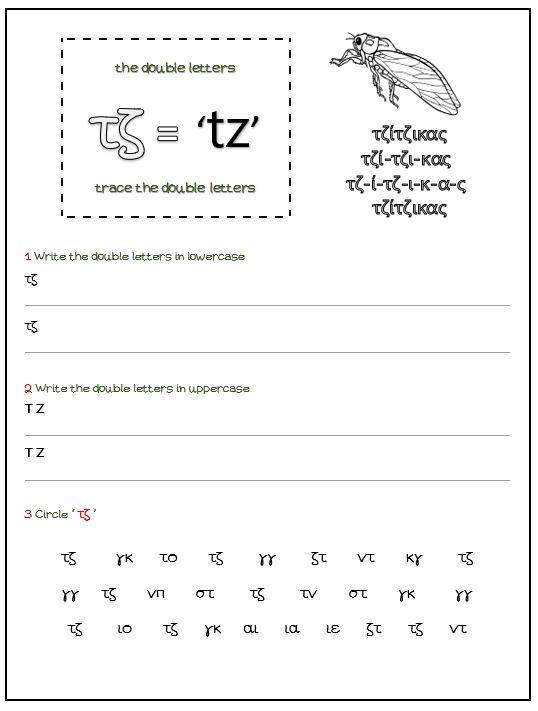 the double letters
τζ = ‘tz’
trace the double letters
τζίτζικας
τζί-τζι-κας
τζ-ί-τζ-ι-κ-α-ς
τζίτζικας
1 Write the double letters in lowercase
τζ
τζ
2 Write the double letters in uppercase
Τ Ζ
Τ Ζ
3 Circle ‘ τζ ’
τζ γκ το τζ γγ ζτ ντ κγ τζ
γγ τζ νπ στ τζ τν στ γκ γγ
τζ ιο τζ γκ αι ια ιε ζτ τζ ντ